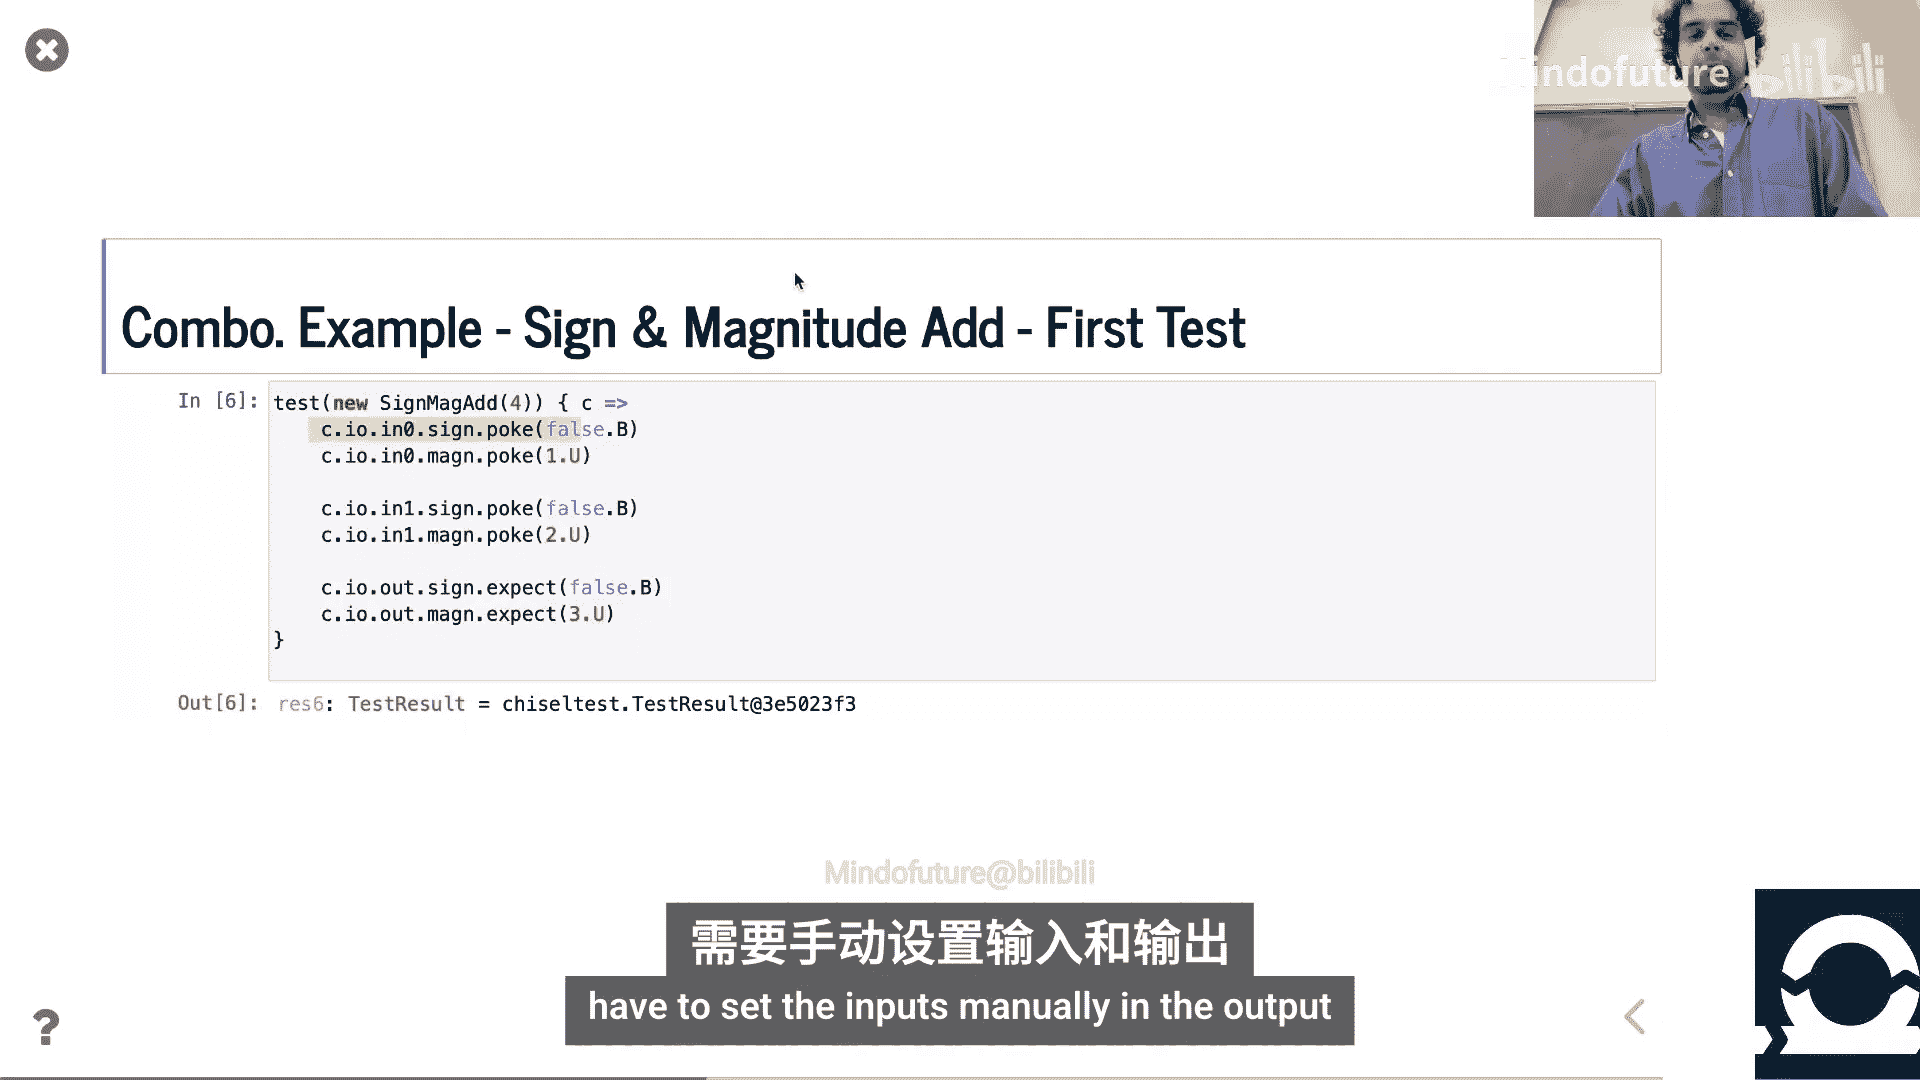 indofuture bilibili
Combo. Example - Sign & Magnitude Add - First Test
In [6]: test(new SignMagAdd(4)) { c =>
c.io.in0.sign.poke(false.B)
c.io.in0.magn.poke(1.U)
c.io.in1.sign.poke(false.B)
c.io.in1.magn.poke(2.U)
c.io.out.sign.expect(false.B)
c.io.out.magn.expect(3.U)
}
Out[6]: res6: TestResult = chiseltest.TestResult@3e5023f3
Mindofuture@bilibili
需要手动设置输入和输出
have to set the inputs manually in the output
?